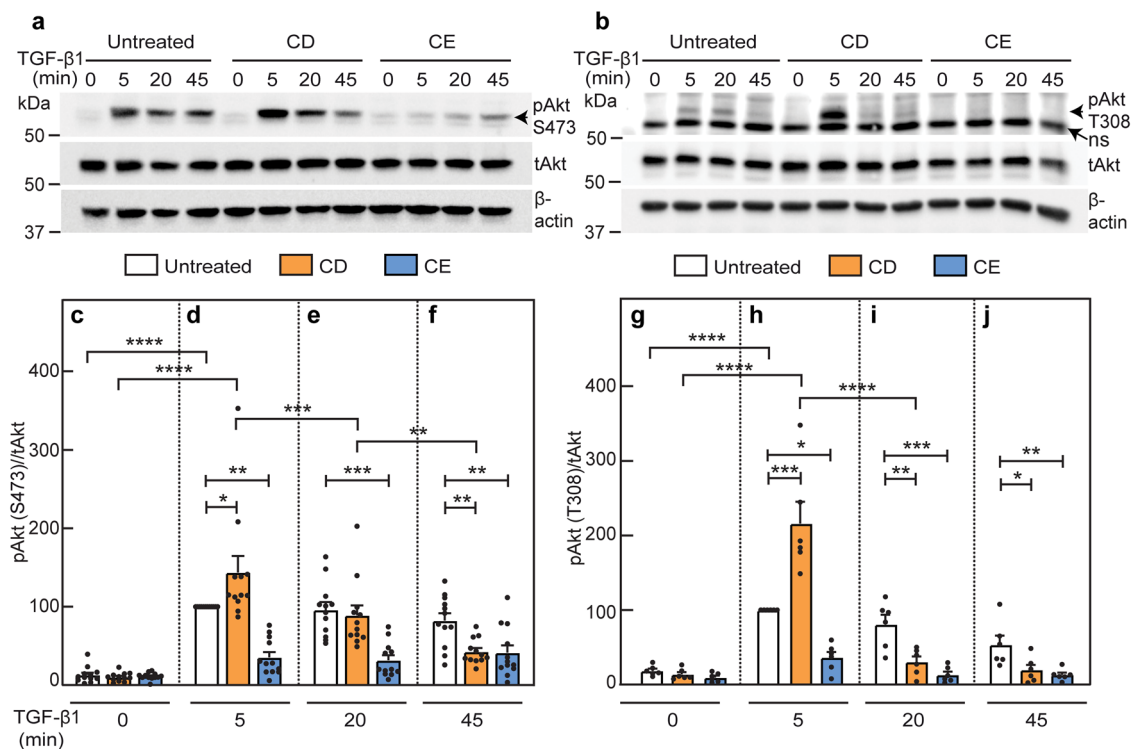 a
Untreated CD CE
TGF-β1
(min) 0 5 20 45 0 5 20 45 0 5 20 45
kDa
pAkt
S473
50
tAkt
50
β-
actin
37
b
Untreated CD CE
TGF-β1
(min) 0 5 20 45 0 5 20 45 0 5 20 45
kDa
pAkt
T308
50
ns
tAkt
50
β-
actin
37
Untreated CD CE
Untreated CD CE
c d e f
****
****
***
**
** *** **
* **
400
300
200
100
0
pAkt (S473)//tAkt
TGF-β1
(min) 0 5 20 45
g h i j
****
****
****
* *** **
*** ** *
400
300
200
100
0
pAkt (T308)/tAkt
TGF-β1
(min) 0 5 20 45